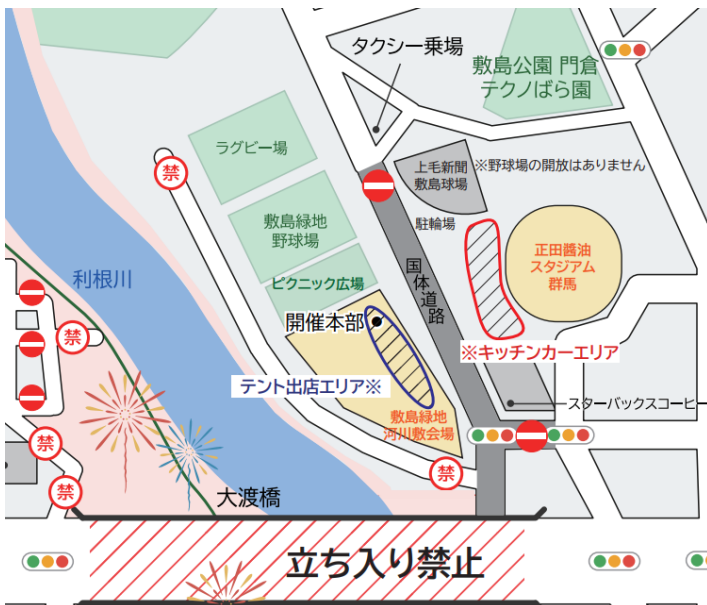 タクシー乗場
敷島公園 門倉
テクノばら園
ラグビー場
上毛新聞
敷島球場
※野球場の開放はありません
禁
敷島緑地
野球場
駐輪場
正田醤油
スタジアム
群馬
利根川
ピクニック広場
国体道路
開催本部
禁
※キッチンカーエリア
テント出店エリア※
スターバックスコーヒー
敷島緑地
河川敷会場
禁
禁
禁
大渡橋
立ち入り禁止